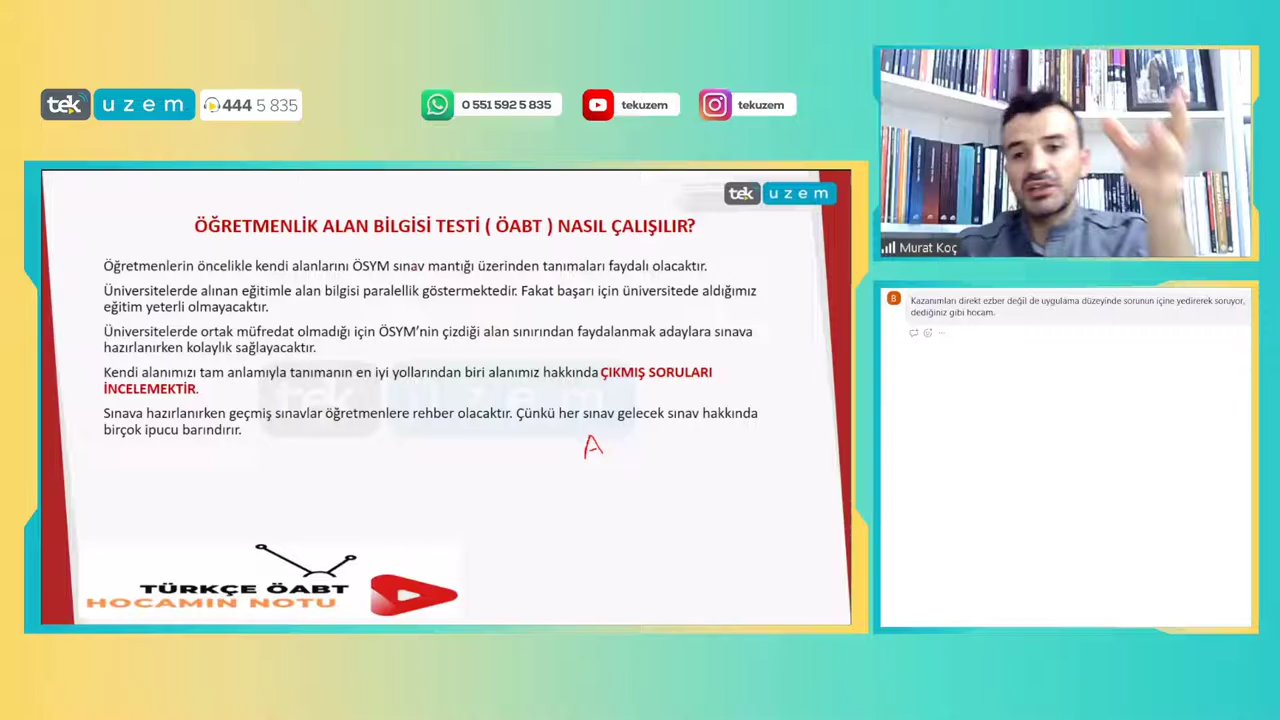 tek uzem 444 5 835
0 551 592 5 835
tekuzem
tekuzem
tek uzem
ÖĞRETMENLİK ALAN BİLGİSİ TESTİ ( ÖABT ) NASIL ÇALIŞILIR?
Öğretmenlerin öncelikle kendi alanlarını ÖSYM sınav mantığı üzerinden tanımaları faydalı olacaktır.
Üniversitelerde alınan eğitimle alan bilgisi paralellik göstermektedir. Fakat başarı için üniversitede aldığımız
eğitim yeterli olmayacaktır.
Üniversitelerde ortak müfredat olmadığı için ÖSYM'nin çizdiği alan sınırından faydalanmak adaylara sınava
hazırlanırken kolaylık sağlayacaktır.
Kendi alanımızı tam anlamıyla tanımanın en iyi yollarından biri alanımız hakkında ÇIKMIŞ SORULARI
İNCELEMEKTİR.
Sınava hazırlanırken geçmiş sınavlar öğretmenlere rehber olacaktır. Çünkü her sınav gelecek sınav hakkında
birçok ipucu barındırır.
A
tek uzem
TÜRKÇE ÖABT
HOCAMIN NOTU
Murat Koç
B
Kazanımları direkt ezber değil de uygulama düzeyinde sorunun içine yedirerek soruyor,
dediğiniz gibi hocam.